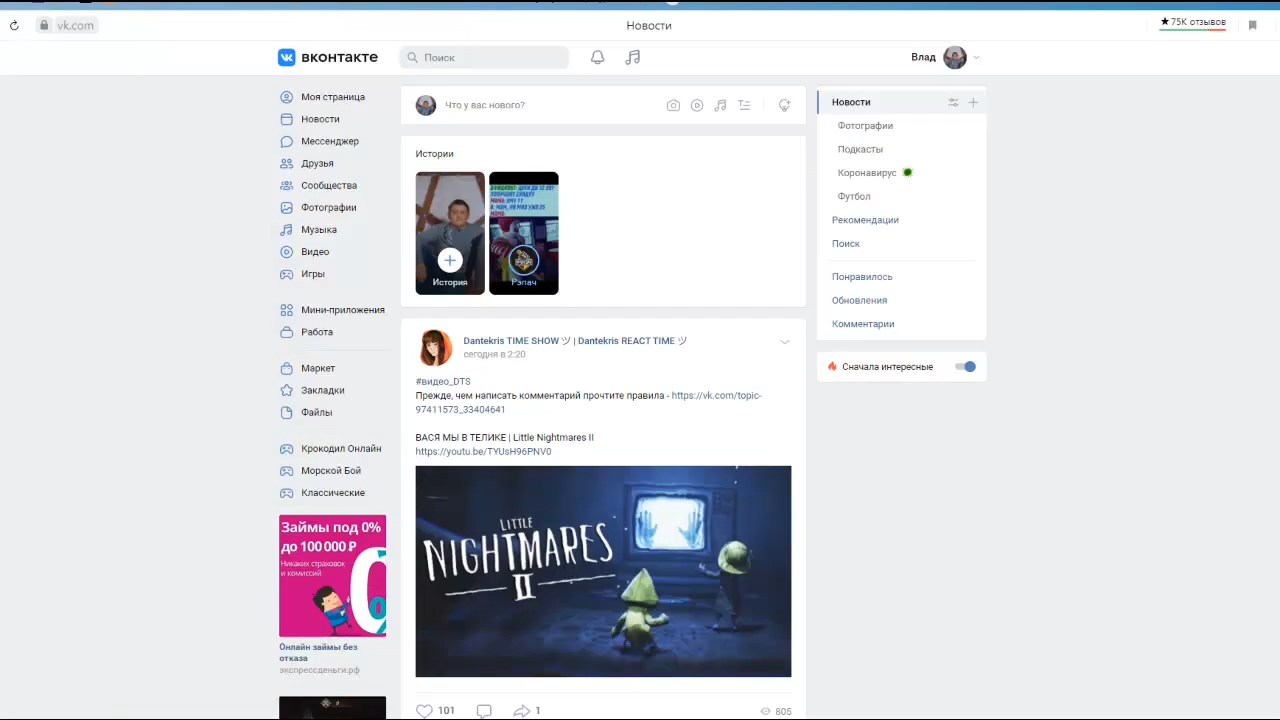 vk.com
Новости
★75K отзывов
вконтакте
Поиск
Влад
Моя страница
Новости
Мессенджер
Друзья
Сообщества
Фотографии
Музыка
Видео
Игры
Мини-приложения
Работа
Маркет
Закладки
Файлы
Крокодил Онлайн
Морской Бой
Классические
Займы под 0%
до 100 000 ₽
Никаких страховок
и комиссий
0%
Онлайн займы без
отказа
экспрессденьги.рф
Что у вас нового?
Истории
История
Рэпач
Dantekris TIME SHOW ツ | Dantekris REACT TIME ツ
сегодня в 2:20
#видео_DTS
Прежде, чем написать комментарий прочтите правила - https://vk.com/topic-
97411573_33404641
ВАСЯ МЫ В ТЕЛИКЕ | Little Nightmares II
https://youtu.be/TYUsH96PNV0
LITTLE
NIGHTMARES
II
101
1
805
Новости
Фотографии
Подкасты
Коронавирус
Футбол
Рекомендации
Поиск
Понравилось
Обновления
Комментарии
Сначала интересные